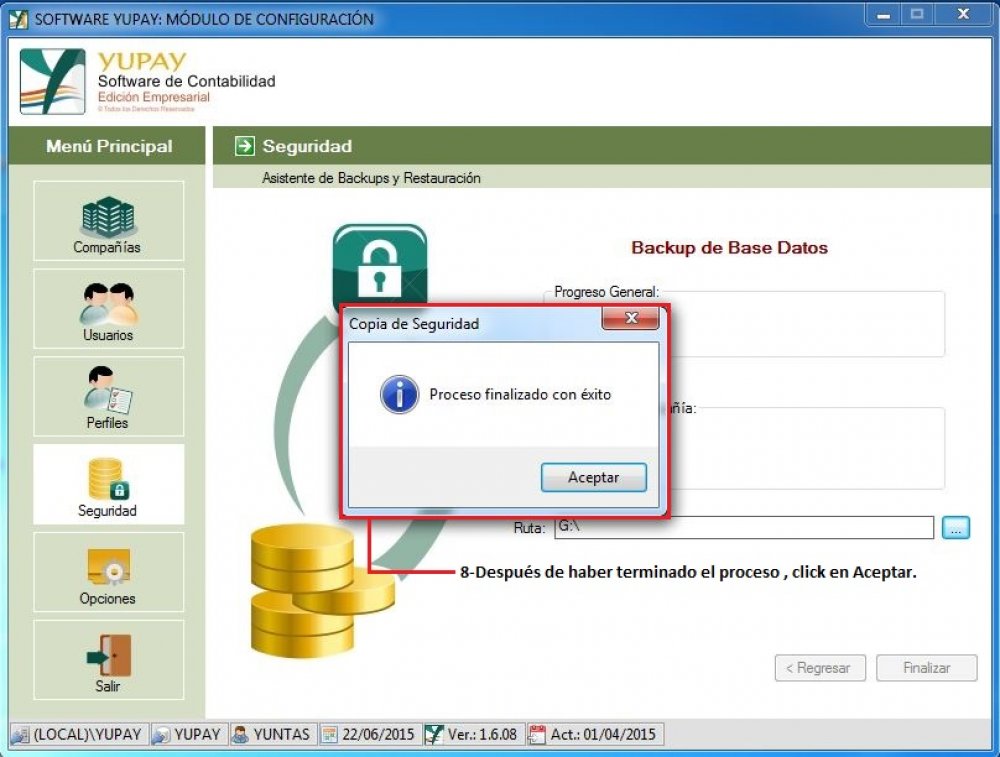 SOFTWARE YUPAY: MÓDULO DE CONFIGURACIÓN
YUPAY
Software de Contabilidad
Edición Empresarial
© Todos los Derechos Reservados
Menú Principal
Seguridad
Asistente de Backups y Restauración
Compañías
Usuarios
Perfiles
Seguridad
Opciones
Salir
Backup de Base Datos
Progreso General:
Copia de Seguridad
Proceso finalizado con éxito
ñía:
Aceptar
Ruta: G:\
...
8-Después de haber terminado el proceso , click en Aceptar.
< Regresar
Finalizar
(LOCAL)\YUPAY
YUPAY
YUNTAS
22/06/2015
Ver.: 1.6.08
Act.: 01/04/2015